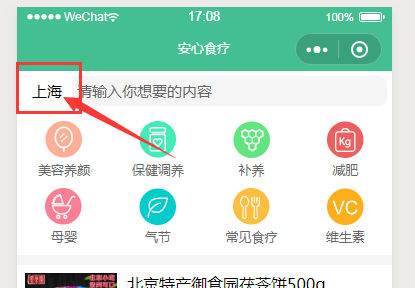 WeChat 17:08 100%
安心食疗
上海 请输入你想要的内容
Kg
美容养颜 保健调养 补养 减肥
VC
母婴 气节 常见食疗 维生素
北京特产御食园茯苓饼500g